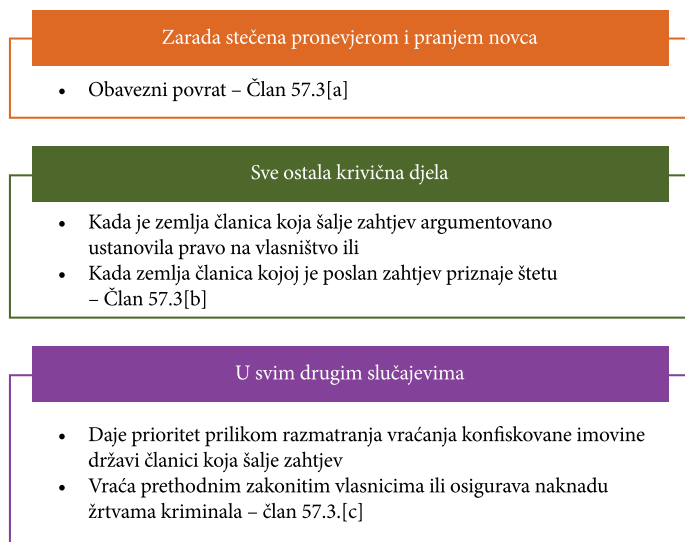 Zarada stečena pronevjerom i pranjem novca
• Obavezni povrat – Član 57.3[a]
Sve ostala krivična djela
• Kada je zemlja članica koja šalje zahtjev argumentovano
ustanovila pravo na vlasništvo ili
• Kada zemlja članica kojoj je poslan zahtjev priznaje štetu
– Član 57.3[b]
U svim drugim slučajevima
• Daje prioritet prilikom razmatranja vraćanja konfiskovane imovine
državi članici koja šalje zahtjev
• Vraća prethodnim zakonitim vlasnicima ili osigurava naknadu
žrtvama kriminala – član 57.3.[c]